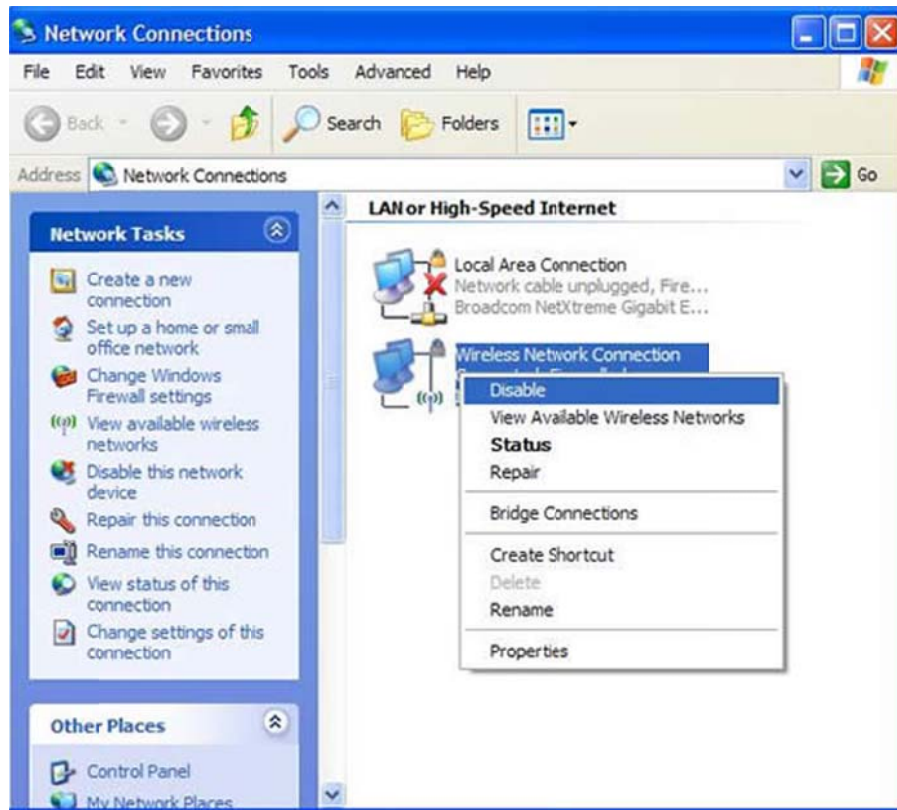 Network Connections
File Edit View Favorites Tools Advanced Help
Back Search Folders
Address Network Connections Go
Network Tasks
Create a new
connection
Set up a home or small
office network
Change Windows
Firewall settings
View available wireless
networks
Disable this network
device
Repair this connection
Rename this connection
View status of this
connection
Change settings of this
connection
Other Places
Control Panel
My Network Places
LAN or High-Speed Internet
Local Area Connection
Network cable unplugged, Fire...
Broadcom NetXtreme Gigabit E...
Wireless Network Connection
Disable
View Available Wireless Networks
Status
Repair
Bridge Connections
Create Shortcut
Delete
Rename
Properties